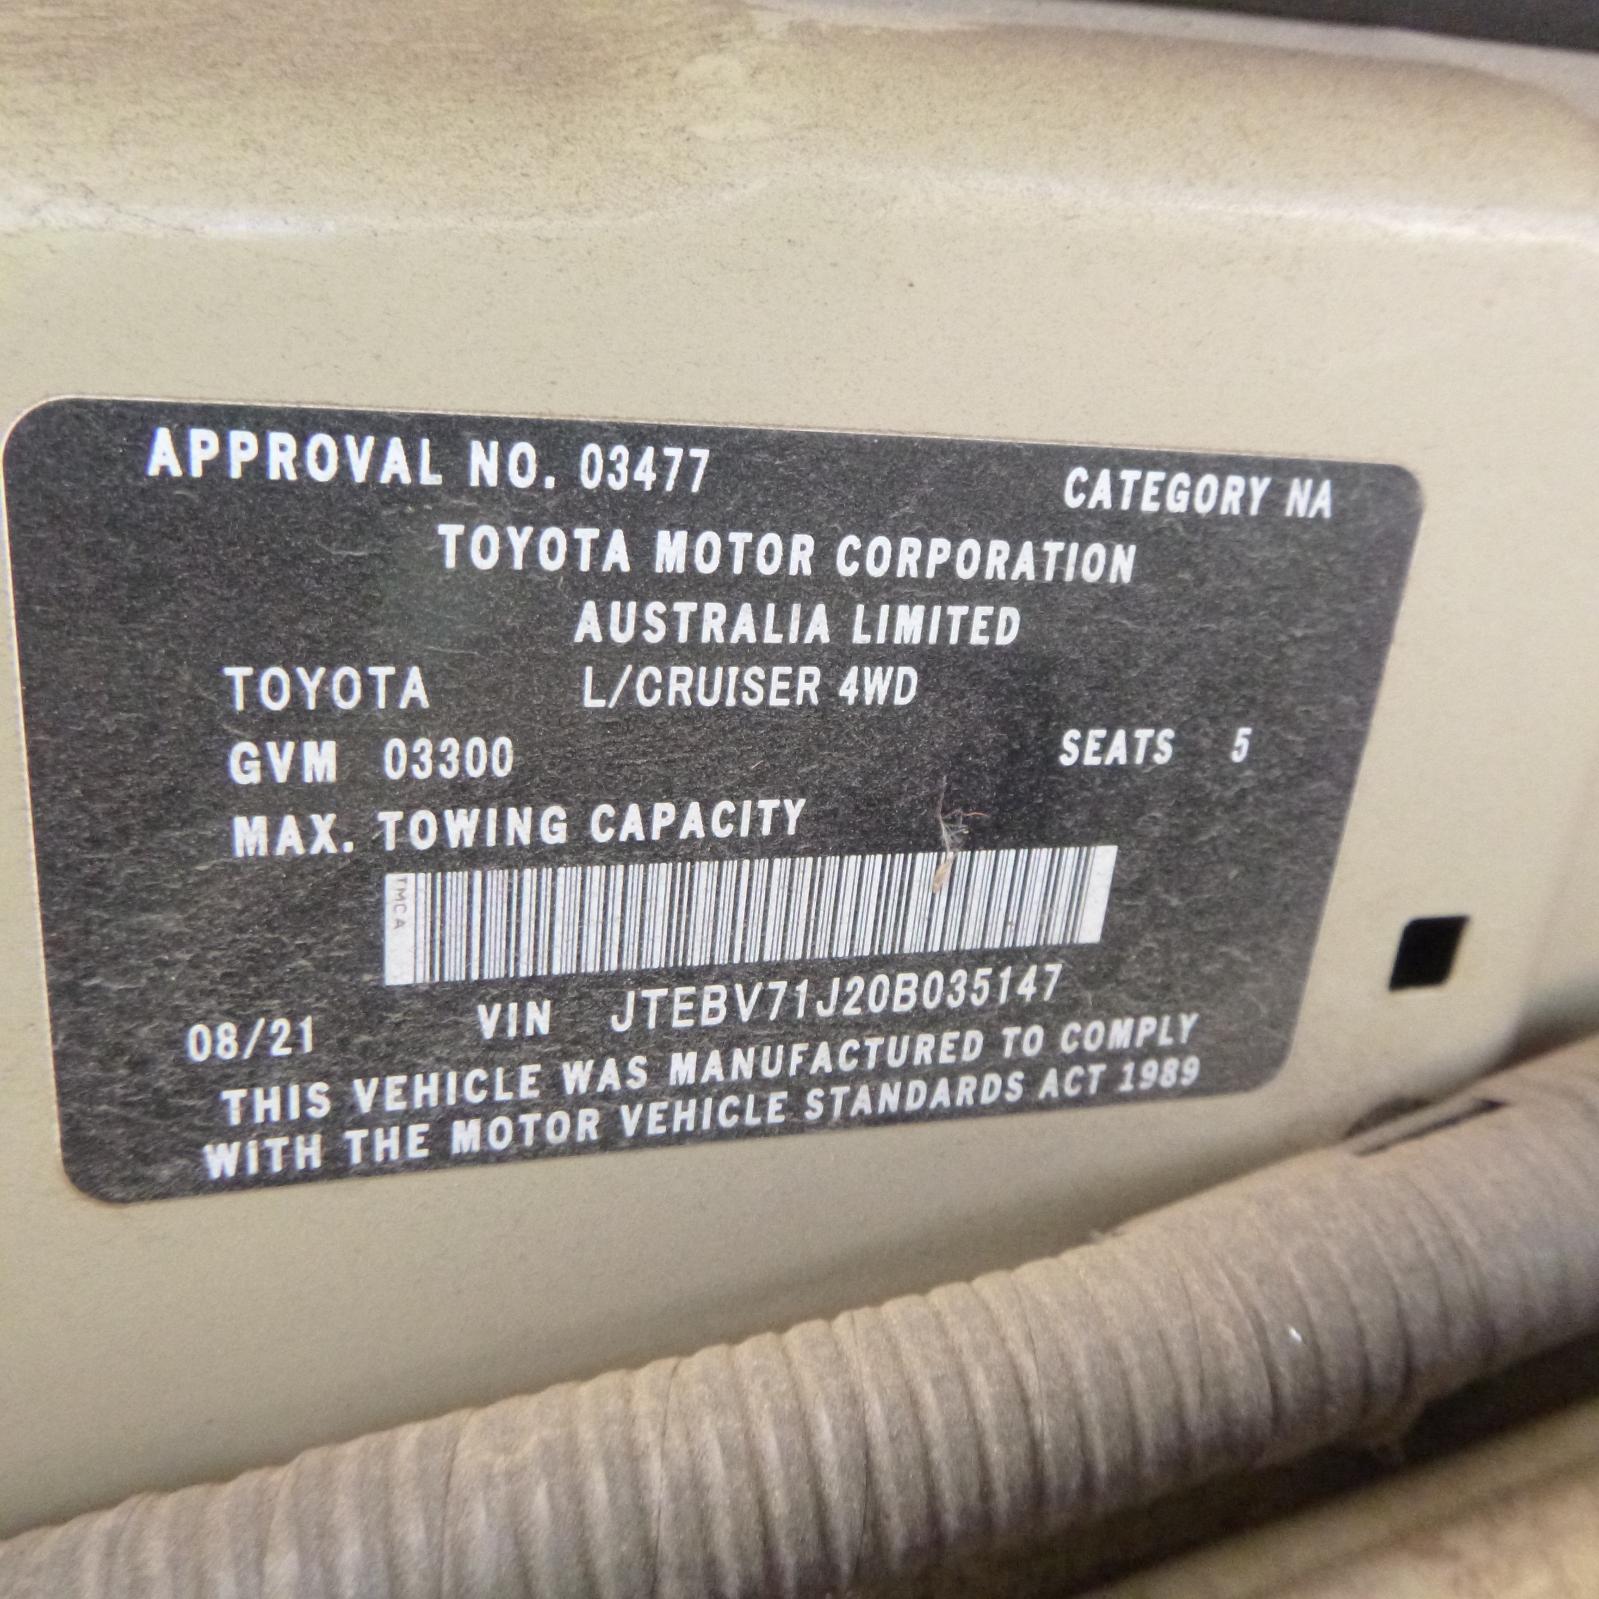 APPROVAL NO. 03477 CATEGORY NA
TOYOTA MOTOR CORPORATION
AUSTRALIA LIMITED
TOYOTA L/CRUISER 4WD
GVM 03300 SEATS 5
MAX. TOWING CAPACITY
TMCA
08/21 VIN JTEBV71J20B035147
THIS VEHICLE WAS MANUFACTURED TO COMPLY
WITH THE MOTOR VEHICLE STANDARDS ACT 1989